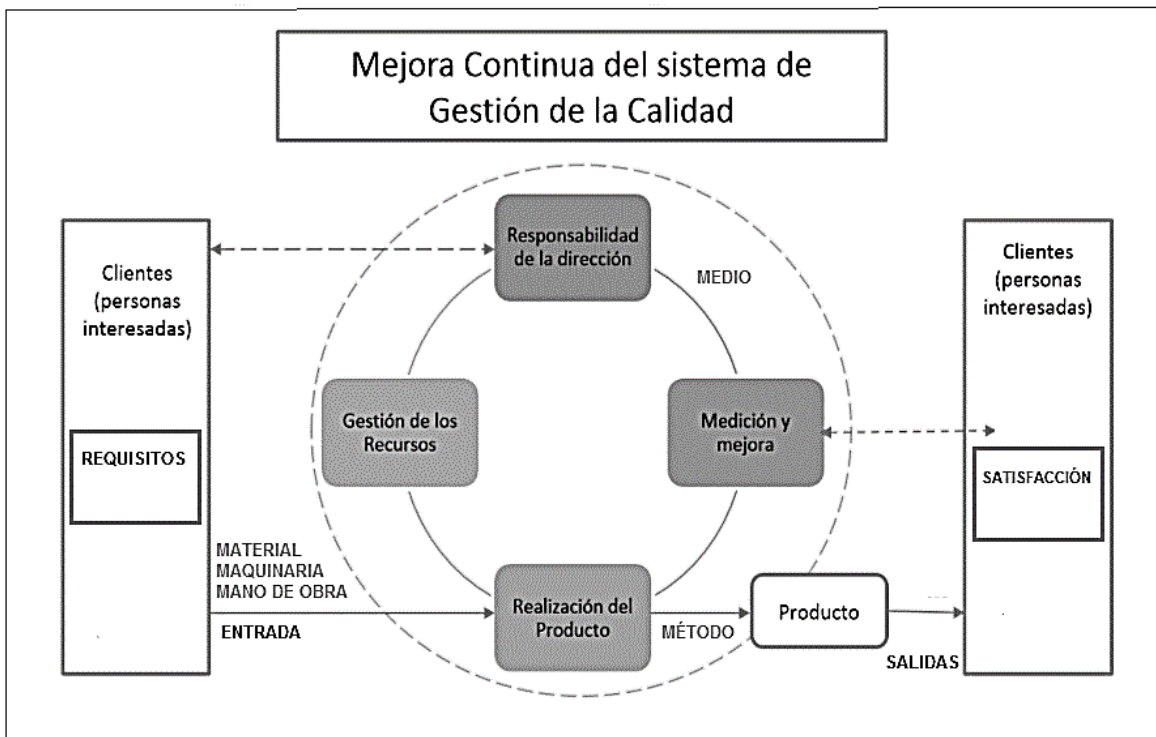 Mejora Continua del sistema de
Gestión de la Calidad
Clientes
(personas
interesadas)
REQUISITOS
Responsabilidad
de la dirección
MEDIO
Gestión de los
Recursos
Medición y
mejora
Clientes
(personas
interesadas)
SATISFACCIÓN
MATERIAL
MAQUINARIA
MANO DE OBRA
ENTRADA
Realización del
Producto
MÉTODO
Producto
SALIDAS